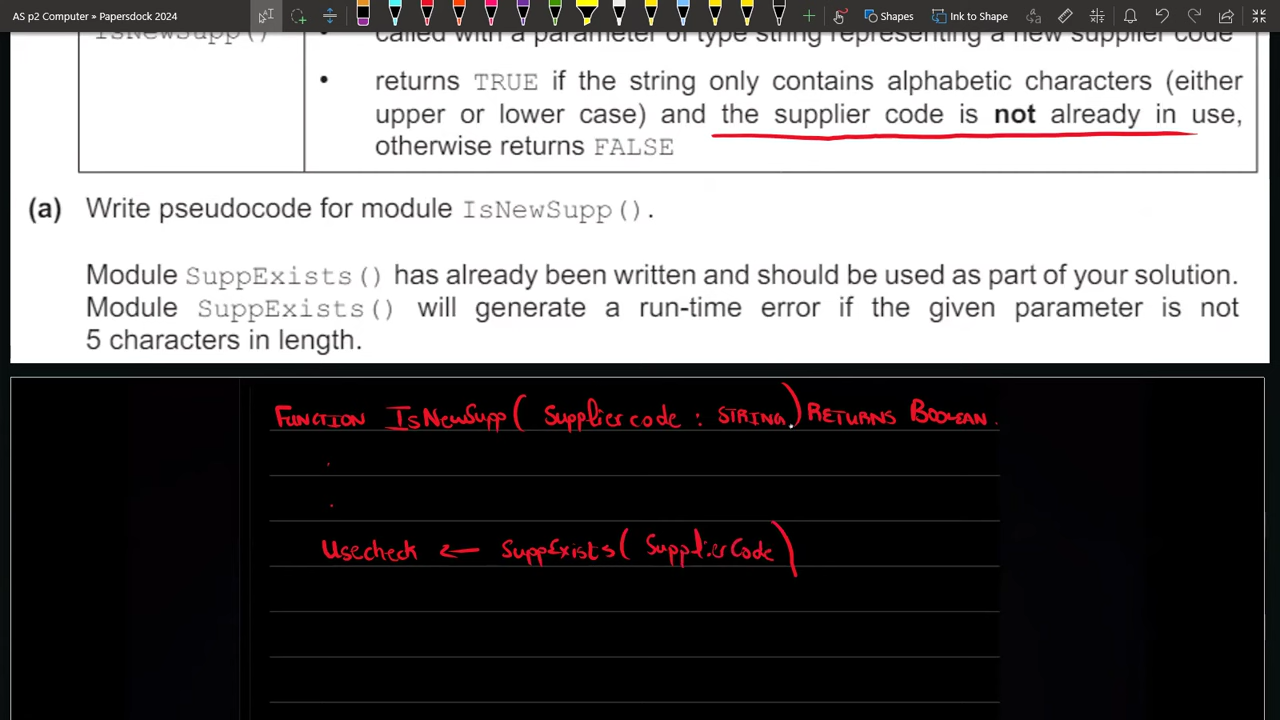 AS p2 Computer » Papersdock 2024
Shapes
Ink to Shape
IsNewSupp()
• called with a parameter of type string representing a new supplier code
• returns TRUE if the string only contains alphabetic characters (either
upper or lower case) and the supplier code is not already in use,
otherwise returns FALSE
(a) Write pseudocode for module IsNewSupp().
Module SuppExists() has already been written and should be used as part of your solution.
Module SuppExists() will generate a run-time error if the given parameter is not
5 characters in length.
FUNCTION IsNewSupp( Suppliercode : STRING) RETURNS BOOLEAN.
.
.
Usecheck ← SuppExists( SupplierCode)